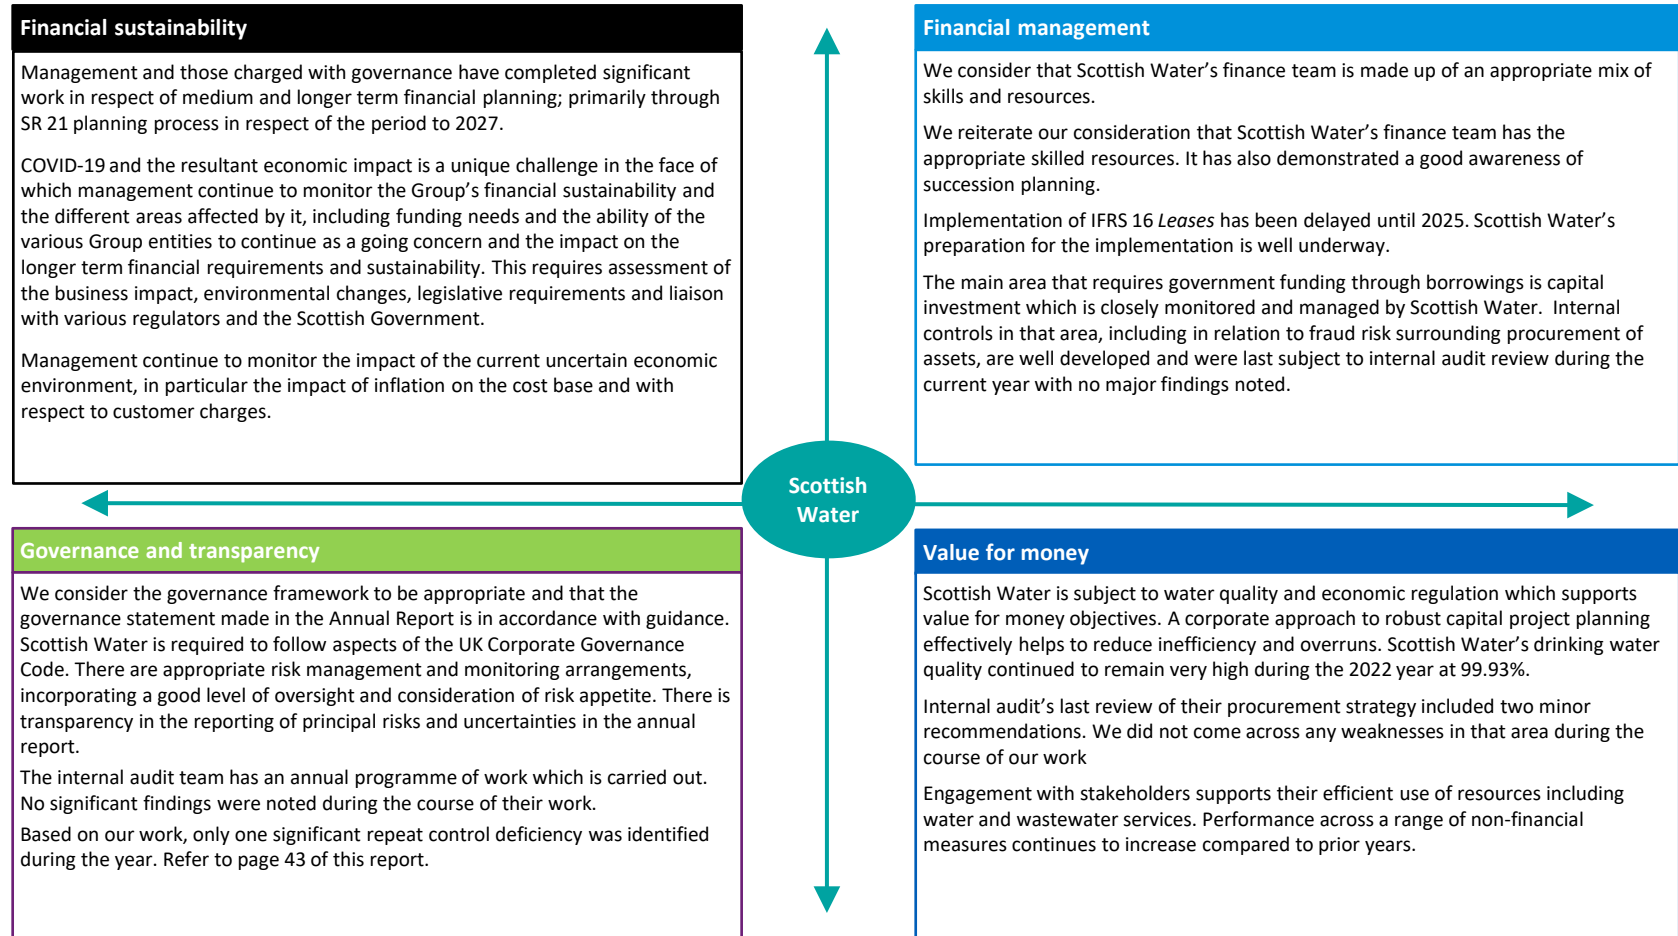 Financial sustainability
Management and those charged with governance have completed significant
work in respect of medium and longer term financial planning; primarily through
SR 21 planning process in respect of the period to 2027.
COVID-19 and the resultant economic impact is a unique challenge in the face of
which management continue to monitor the Group’s financial sustainability and
the different areas affected by it, including funding needs and the ability of the
various Group entities to continue as a going concern and the impact on the
longer term financial requirements and sustainability. This requires assessment of
the business impact, environmental changes, legislative requirements and liaison
with various regulators and the Scottish Government.
Management continue to monitor the impact of the current uncertain economic
environment, in particular the impact of inflation on the cost base and with
respect to customer charges.
Financial management
We consider that Scottish Water’s finance team is made up of an appropriate mix of
skills and resources.
We reiterate our consideration that Scottish Water’s finance team has the
appropriate skilled resources. It has also demonstrated a good awareness of
succession planning.
Implementation of IFRS 16 Leases has been delayed until 2025. Scottish Water’s
preparation for the implementation is well underway.
The main area that requires government funding through borrowings is capital
investment which is closely monitored and managed by Scottish Water. Internal
controls in that area, including in relation to fraud risk surrounding procurement of
assets, are well developed and were last subject to internal audit review during the
current year with no major findings noted.
Scottish
Water
Governance and transparency
We consider the governance framework to be appropriate and that the
governance statement made in the Annual Report is in accordance with guidance.
Scottish Water is required to follow aspects of the UK Corporate Governance
Code. There are appropriate risk management and monitoring arrangements,
incorporating a good level of oversight and consideration of risk appetite. There is
transparency in the reporting of principal risks and uncertainties in the annual
report.
The internal audit team has an annual programme of work which is carried out.
No significant findings were noted during the course of their work.
Based on our work, only one significant repeat control deficiency was identified
during the year. Refer to page 43 of this report.
Value for money
Scottish Water is subject to water quality and economic regulation which supports
value for money objectives. A corporate approach to robust capital project planning
effectively helps to reduce inefficiency and overruns. Scottish Water’s drinking water
quality continued to remain very high during the 2022 year at 99.93%.
Internal audit’s last review of their procurement strategy included two minor
recommendations. We did not come across any weaknesses in that area during the
course of our work
Engagement with stakeholders supports their efficient use of resources including
water and wastewater services. Performance across a range of non-financial
measures continues to increase compared to prior years.